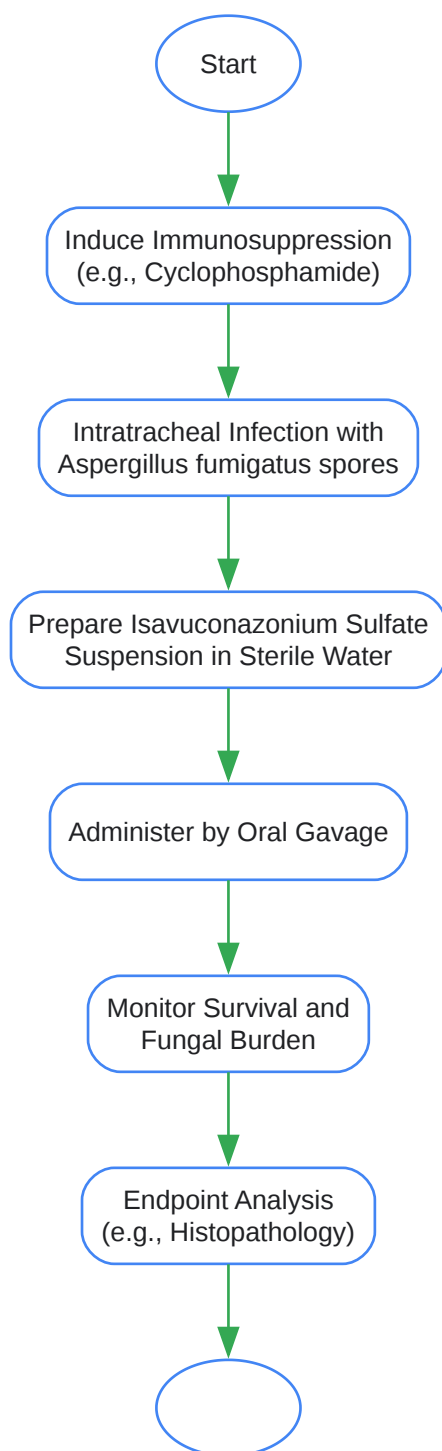 Start
Induce Immunosuppression
(e.g., Cyclophosphamide)
Intratracheal Infection with
Aspergillus fumigatus spores
Prepare Isavuconazonium Sulfate
Suspension in Sterile Water
Administer by Oral Gavage
Monitor Survival and
Fungal Burden
Endpoint Analysis
(e.g., Histopathology)